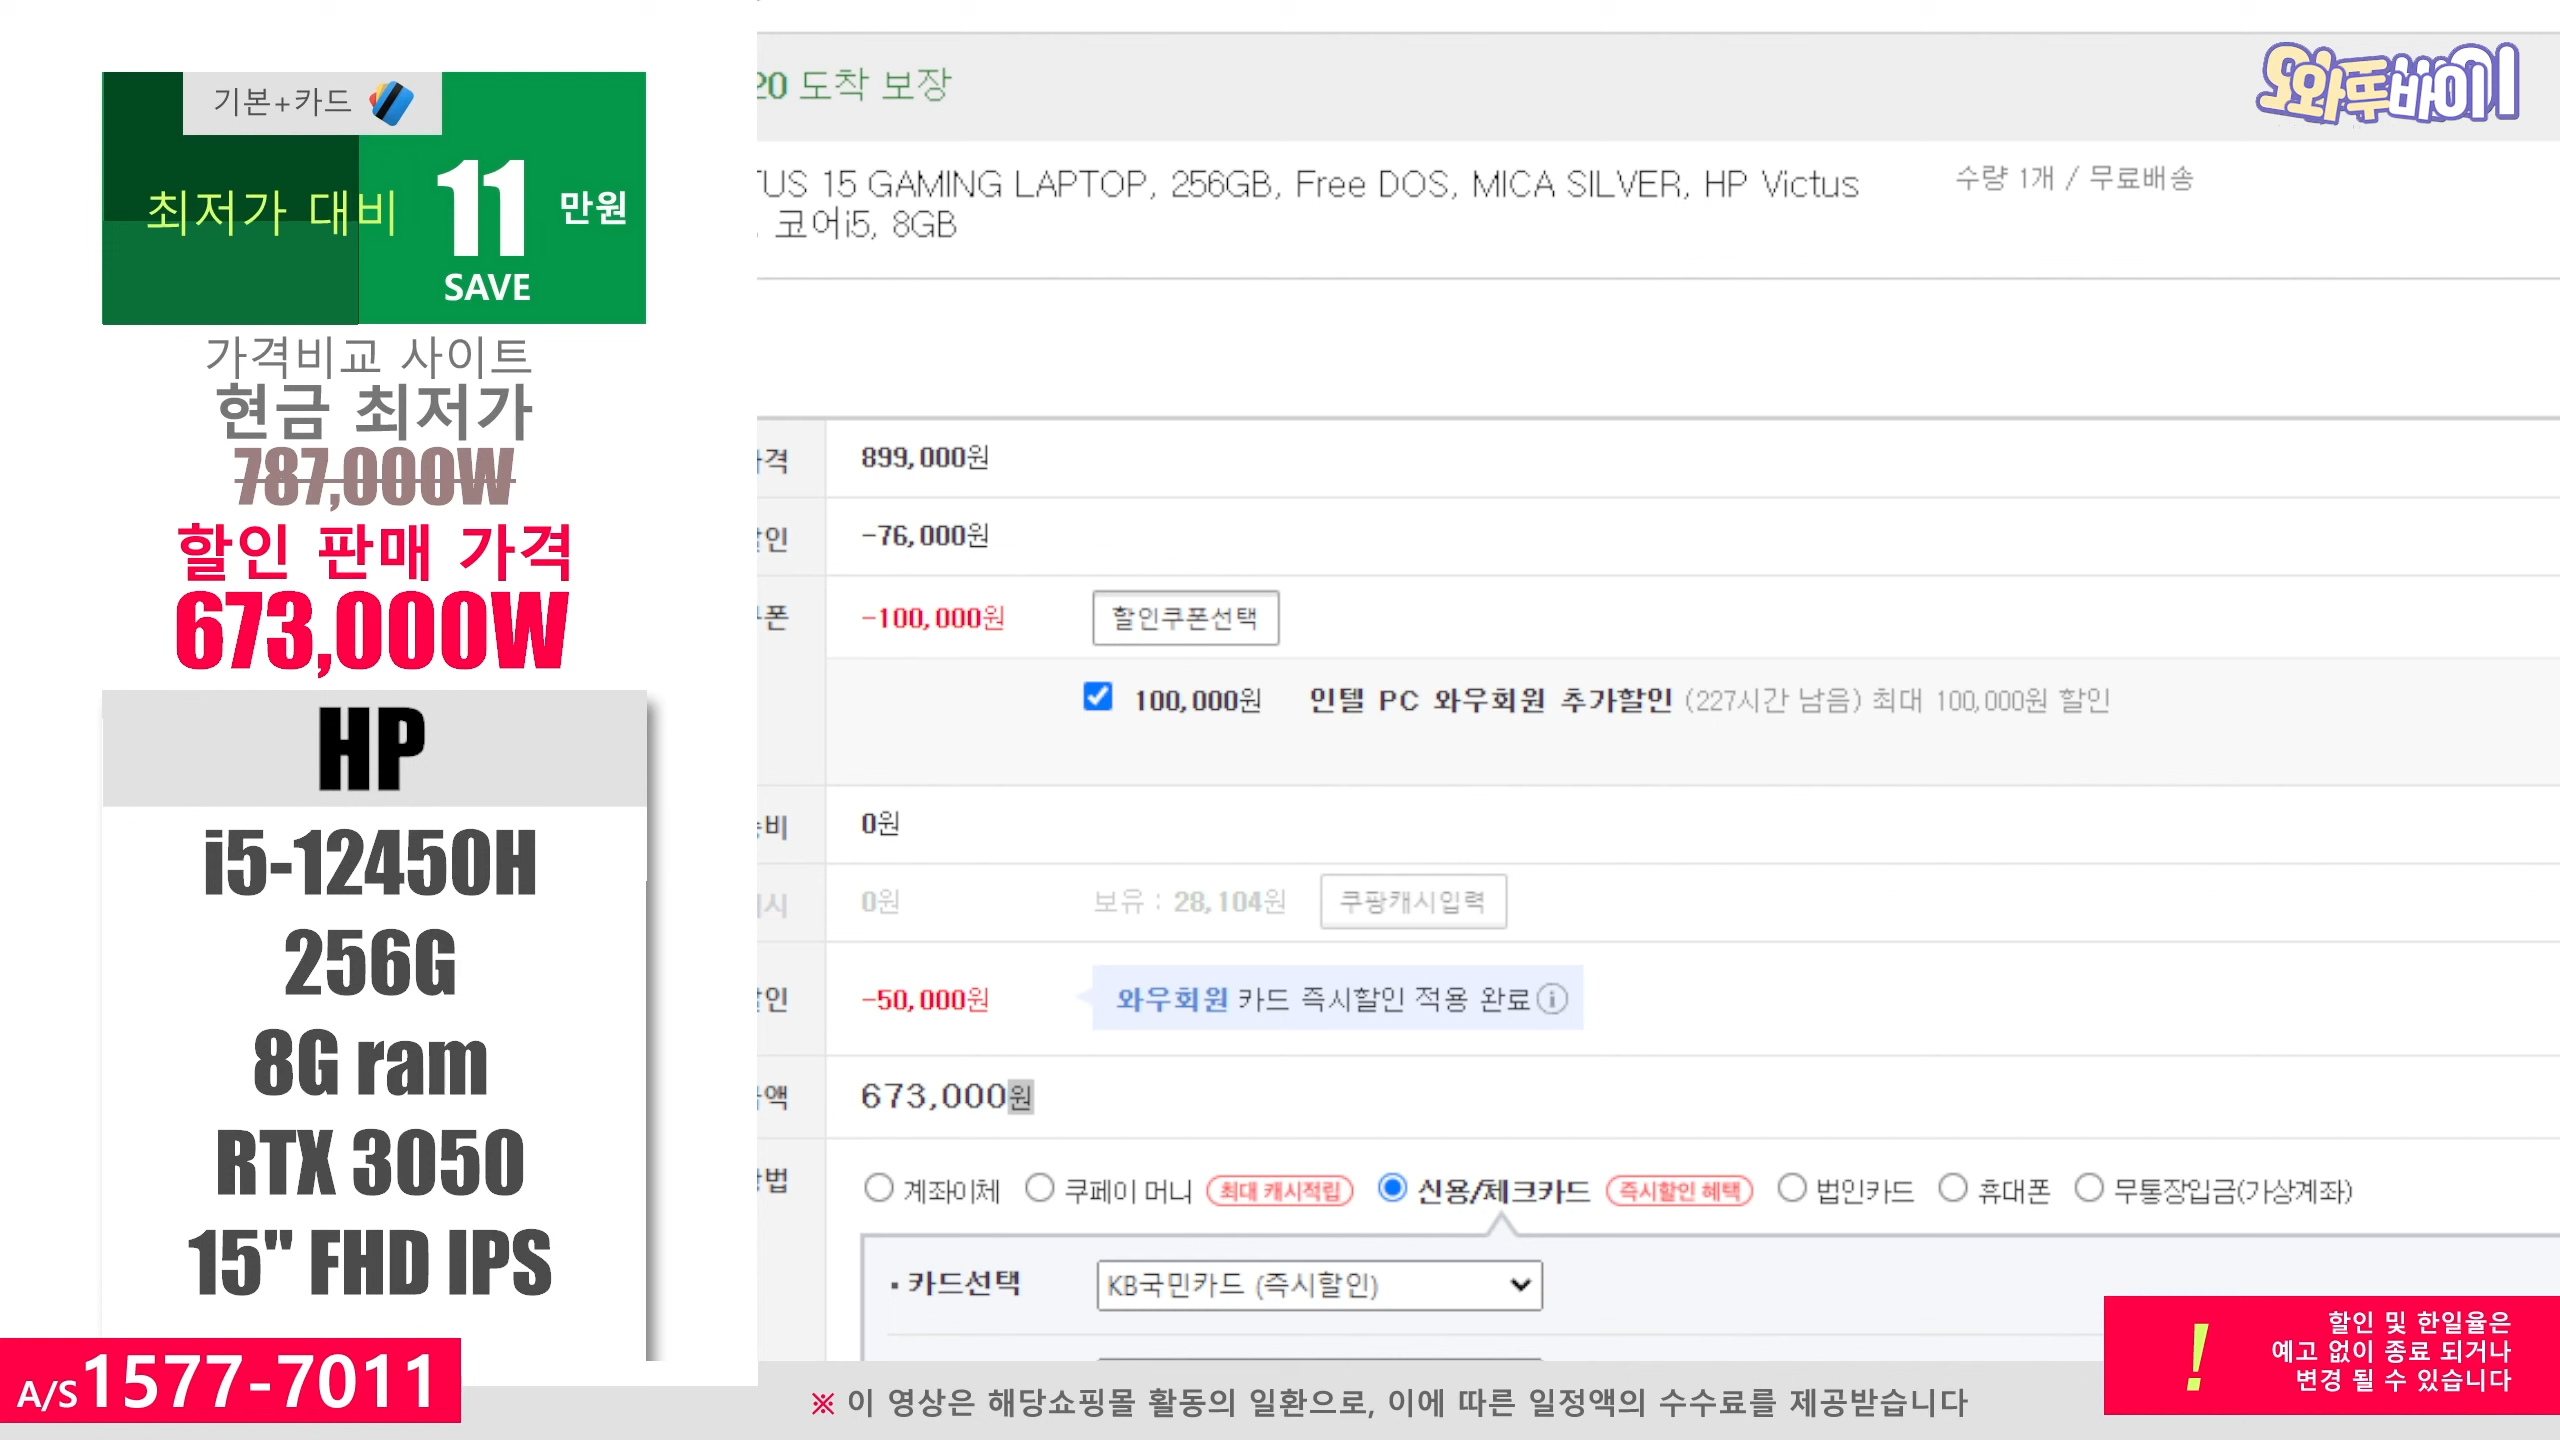 기본+카드
최저가 대비 11 만원
SAVE
가격비교 사이트
현금 최저가
787,000W
할인 판매 가격
673,000W
HP
i5-12450H
256G
8G ram
RTX 3050
15" FHD IPS
A/S 1577-7011
20 도착 보장
와뚜바이
TUS 15 GAMING LAPTOP, 256GB, Free DOS, MICA SILVER, HP Victus
, 코어i5, 8GB
수량 1개 / 무료배송
격 899,000원
인 -76,000원
폰 -100,000원 할인쿠폰선택
100,000원 인텔 PC 와우회원 추가할인 (227시간 남음) 최대 100,000원 할인
비 0원
시 0원 보유 : 28,104원 쿠팡캐시입력
인 -50,000원 와우회원 카드 즉시할인 적용 완료
액 673,000원
법 계좌이체 쿠페이 머니 최대 캐시적립 신용/체크카드 즉시할인 혜택 법인카드 휴대폰 무통장입금(가상계좌)
카드선택 KB국민카드 (즉시할인)
! 할인 및 한일율은
예고 없이 종료 되거나
변경 될 수 있습니다
※ 이 영상은 해당쇼핑몰 활동의 일환으로, 이에 따른 일정액의 수수료를 제공받습니다